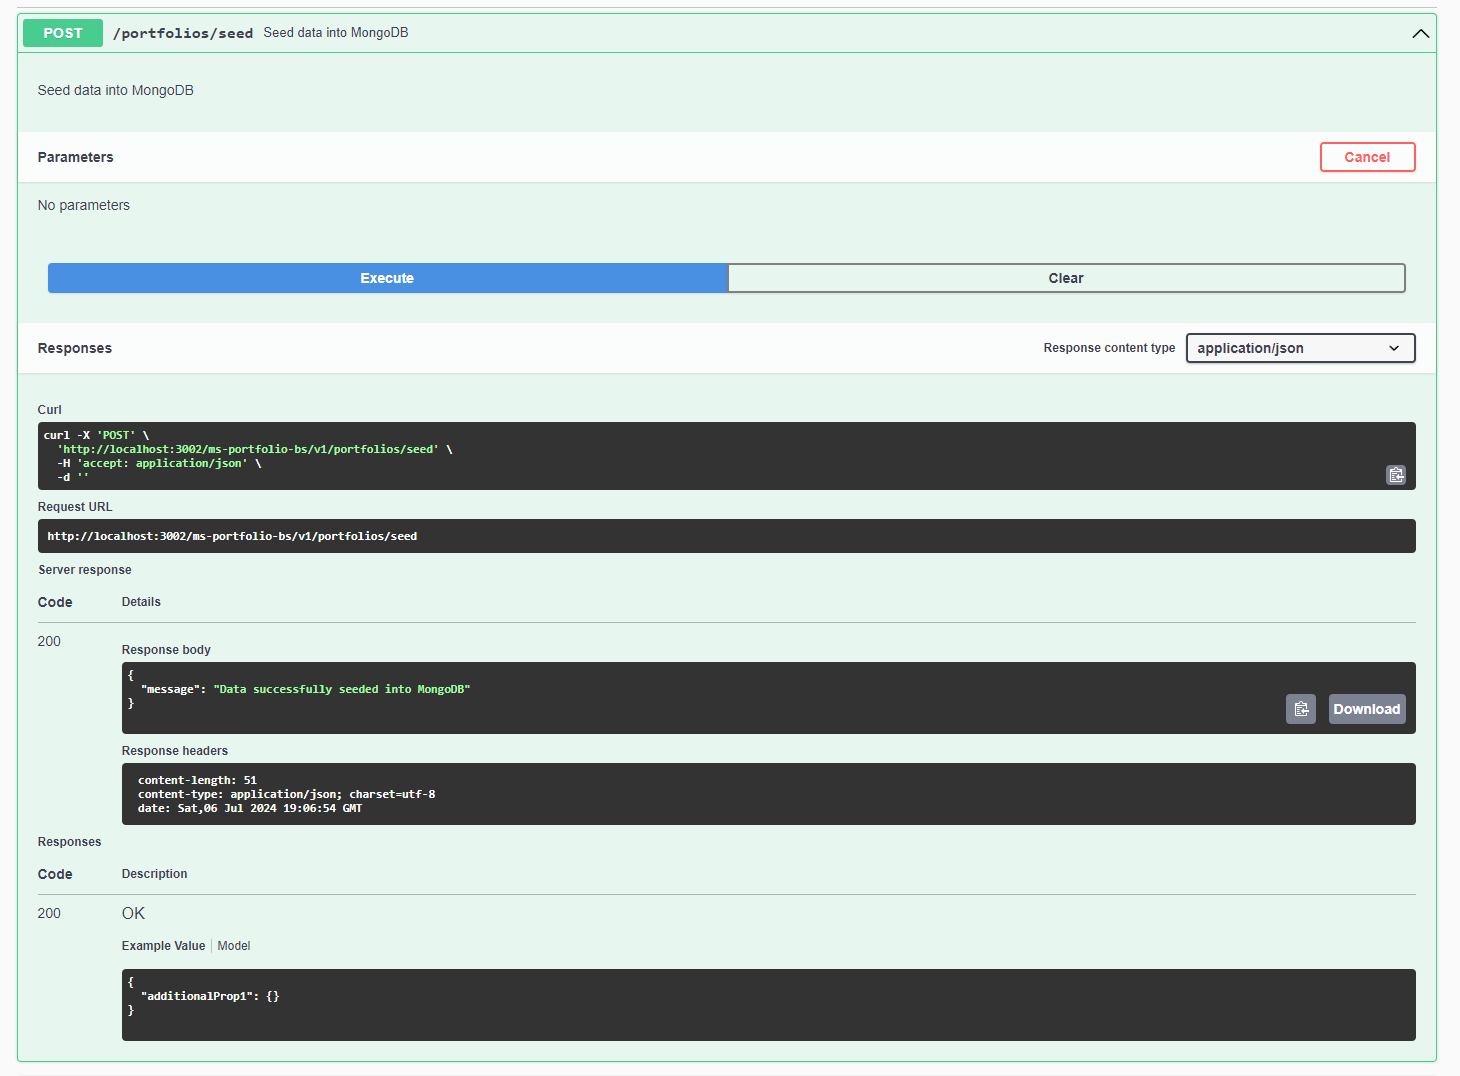 POST /portfolios/seed Seed data into MongoDB
Seed data into MongoDB
Parameters Cancel
No parameters
Execute Clear
Responses Response content type application/json
Curl
curl -X 'POST' \
  'http://localhost:3002/ms-portfolio-bs/v1/portfolios/seed' \
  -H 'accept: application/json' \
  -d ''
Request URL
http://localhost:3002/ms-portfolio-bs/v1/portfolios/seed
Server response
Code Details
200
Response body
{
  "message": "Data successfully seeded into MongoDB"
}
Download
Response headers
content-length: 51
content-type: application/json; charset=utf-8
date: Sat,06 Jul 2024 19:06:54 GMT
Responses
Code Description
200 OK
Example Value Model
{
  "additionalProp1": {}
}